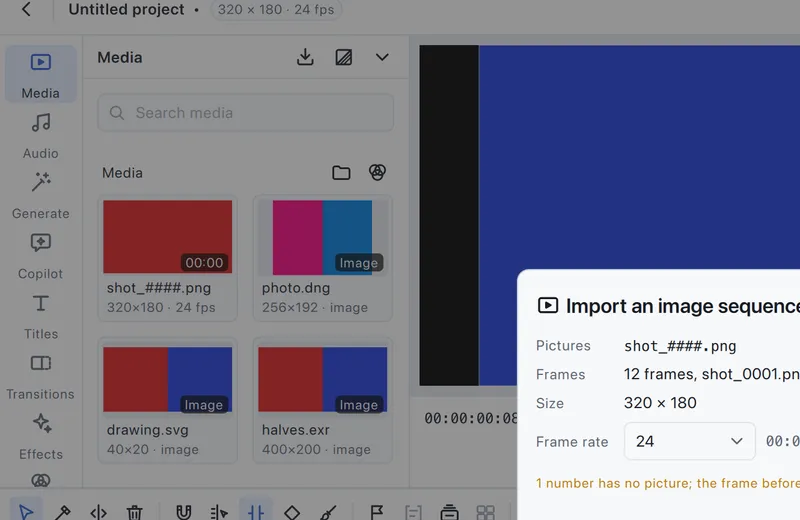 Untitled project • 320 × 180 · 24 fps
Media
Media
Search media
Audio
Media
Generate
00:00
Image
shot_####.png
photo.dng
320×180 · 24 fps
256×192 · image
Copilot
Titles
Image
Image
Transitions
drawing.svg
halves.exr
40×20 · image
400×200 · image
Effects
00:00:00:08
Import an image sequence
Pictures shot_####.png
Frames 12 frames, shot_0001.pn
Size 320 × 180
Frame rate 24 00:0
1 number has no picture; the frame before